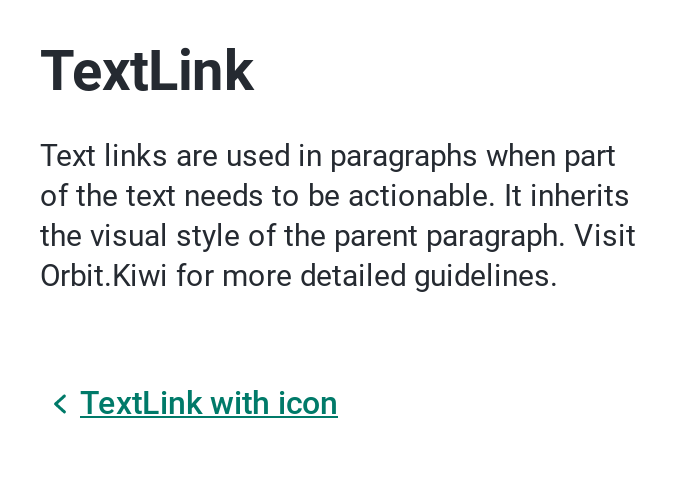 TextLink
Text links are used in paragraphs when part
of the text needs to be actionable. It inherits
the visual style of the parent paragraph. Visit
Orbit.Kiwi for more detailed guidelines.
TextLink with icon